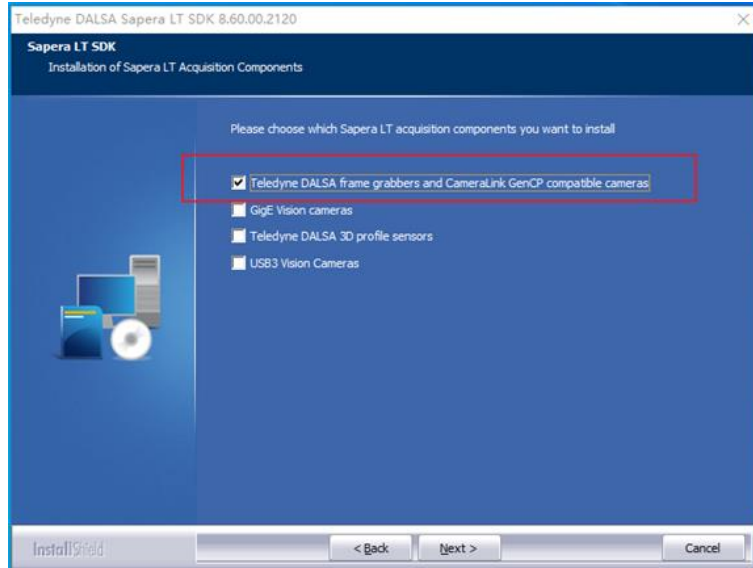 Teledyne DALSA Sapera LT SDK 8.60.00.2120
Sapera LT SDK
Installation of Sapera LT Acquisition Components
Please choose which Sapera LT acquisition components you want to install
Teledyne DALSA frame grabbers and CameraLink GenCP compatible cameras
GigE Vision cameras
Teledyne DALSA 3D profile sensors
USB3 Vision Cameras
InstallShield
< Back
Next >
Cancel